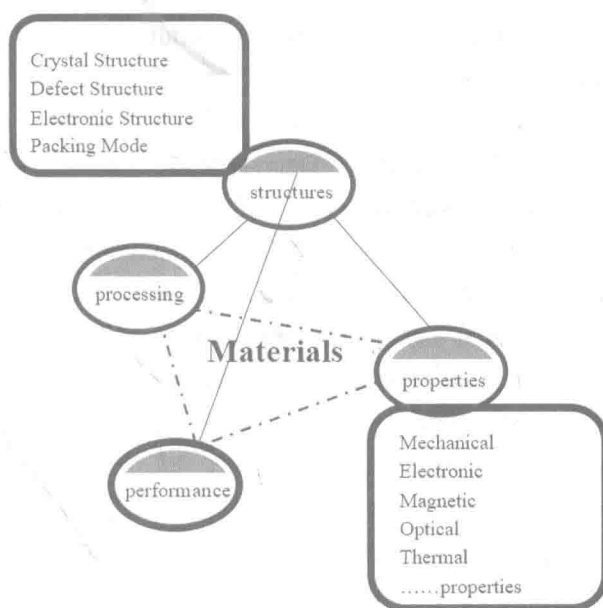 Crystal Structure
Defect Structure
Electronic Structure
Packing Mode
structures
processing
Materials
properties
performance
Mechanical
Electronic
Magnetic
Optical
Thermal
......properties